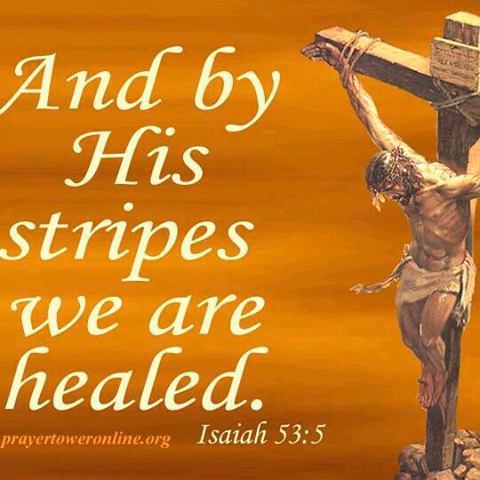 And by
His
stripes
we are
healed.
prayertoweronline.org Isaiah 53:5